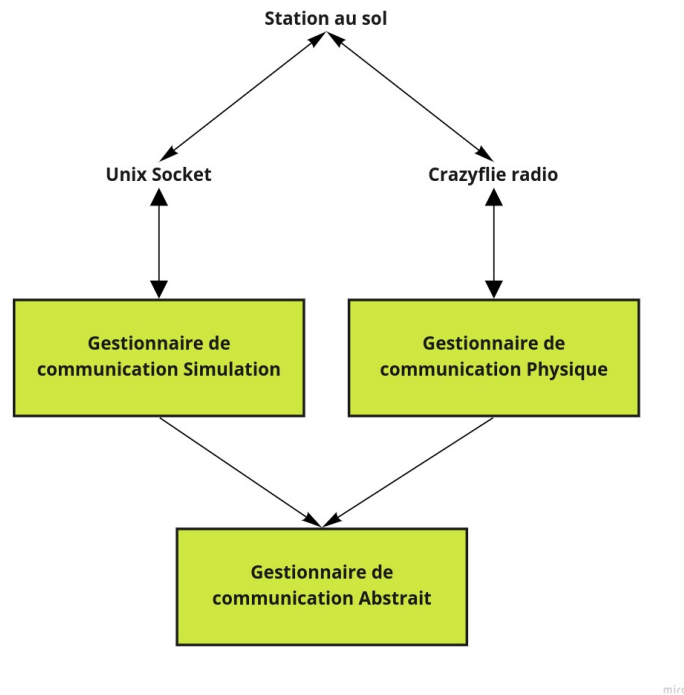 Station au sol
Unix Socket
Crazyflie radio
Gestionnaire de
communication Simulation
Gestionnaire de
communication Physique
Gestionnaire de
communication Abstrait